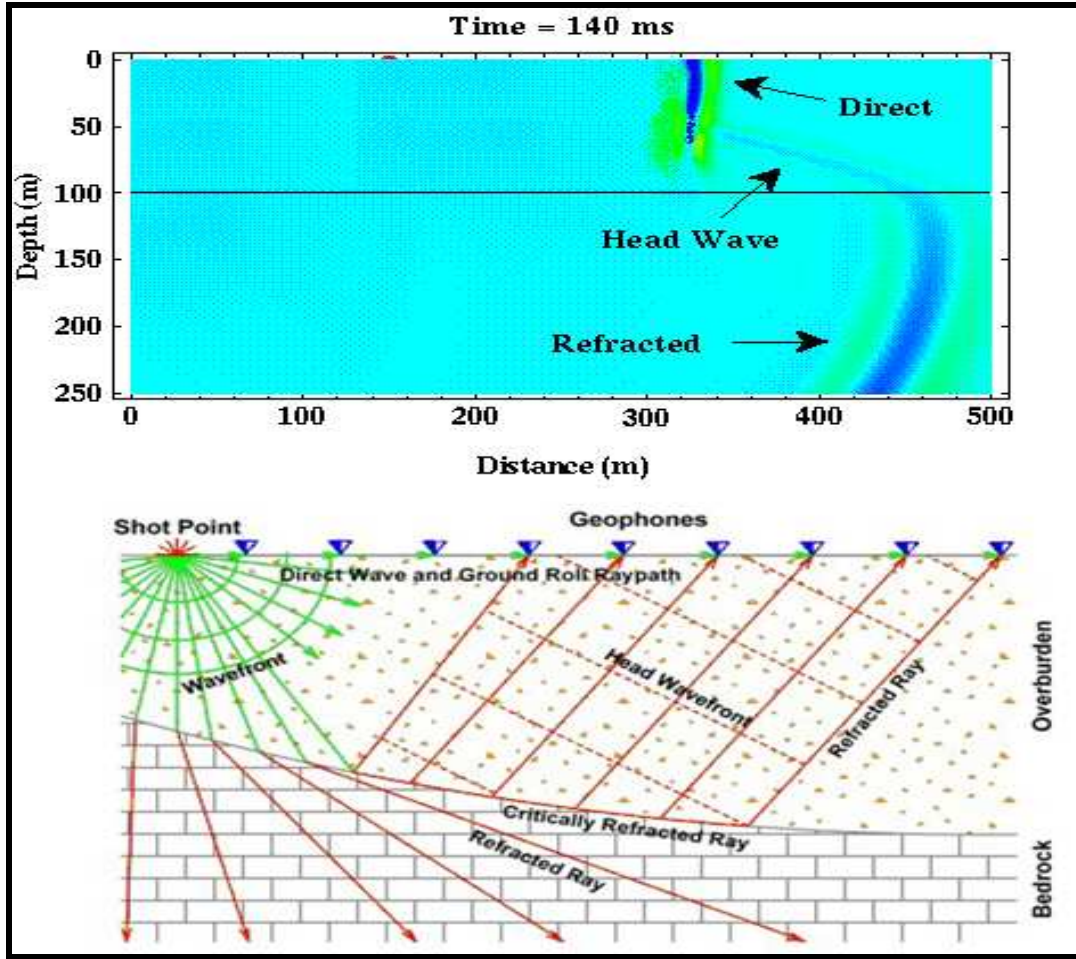 Time = 140 ms
0
50
100
150
200
250
Depth (m)
Direct
Head Wave
Refracted
0 100 200 300 400 500
Distance (m)
Shot Point
Geophones
Direct Wave and Ground Roll Raypath
Wavefront
Head Wavefront
Refracted Ray
Overburden
Critically Refracted Ray
Refracted Ray
Bedrock